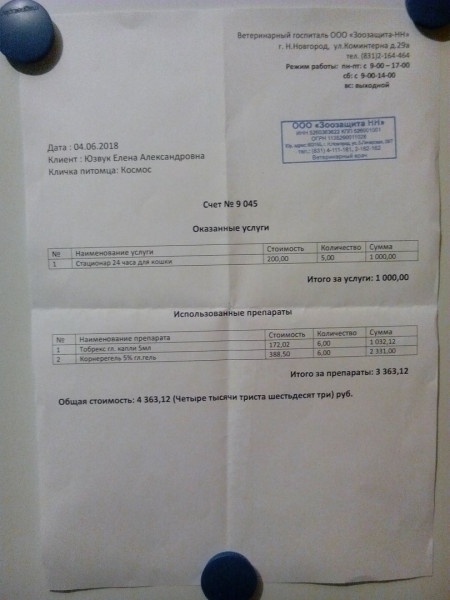 Ветеринарный госпиталь ООО «Зоозащита-НН»
г. Н.Новгород, ул.Коминтерна д.29а
тел. (831)2-164-464
Режим работы: пн-пт: с 9-00 – 17-00
сб: с 9-00-14-00
вс: выходной
ООО «Зоозащита НН»
Ветеринарный врач
Дата : 04.06.2018
Клиент : Юзвук Елена Александровна
Кличка питомца: Космос
Счет № 9 045
Оказанные услуги
№ Наименование услуги Стоимость Количество Сумма
1 Стационар 24 часа для кошки 200,00 5,00 1 000,00
Итого за услуги: 1 000,00
Использованные препараты
№ Наименование препарата Стоимость Количество Сумма
1 Тобрекс гл. капли 5мл 172,02 6,00 1 032,12
2 Корнерегель 5% гл.гель 388,50 6,00 2 331,00
Итого за препараты: 3 363,12
Общая стоимость: 4 363,12 (Четыре тысячи триста шестьдесят три) руб.